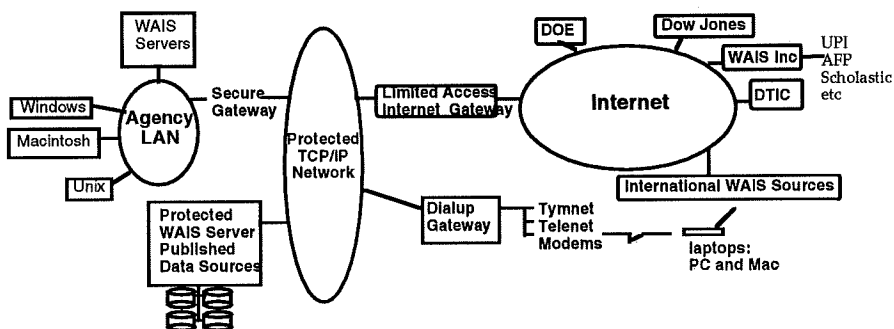 WAIS
Servers
Windows
Macintosh
Unix
Agency
LAN
Secure
Gateway
Protected
TCP/IP
Network
Protected
WAIS Server
Published
Data Sources
Limited Access
Internet Gateway
Dialup
Gateway
Tymnet
Telenet
Modems
laptops:
PC and Mac
Internet
DOE
Dow Jones
WAIS Inc
UPI
AFP
Scholastic
etc
DTIC
International WAIS Sources